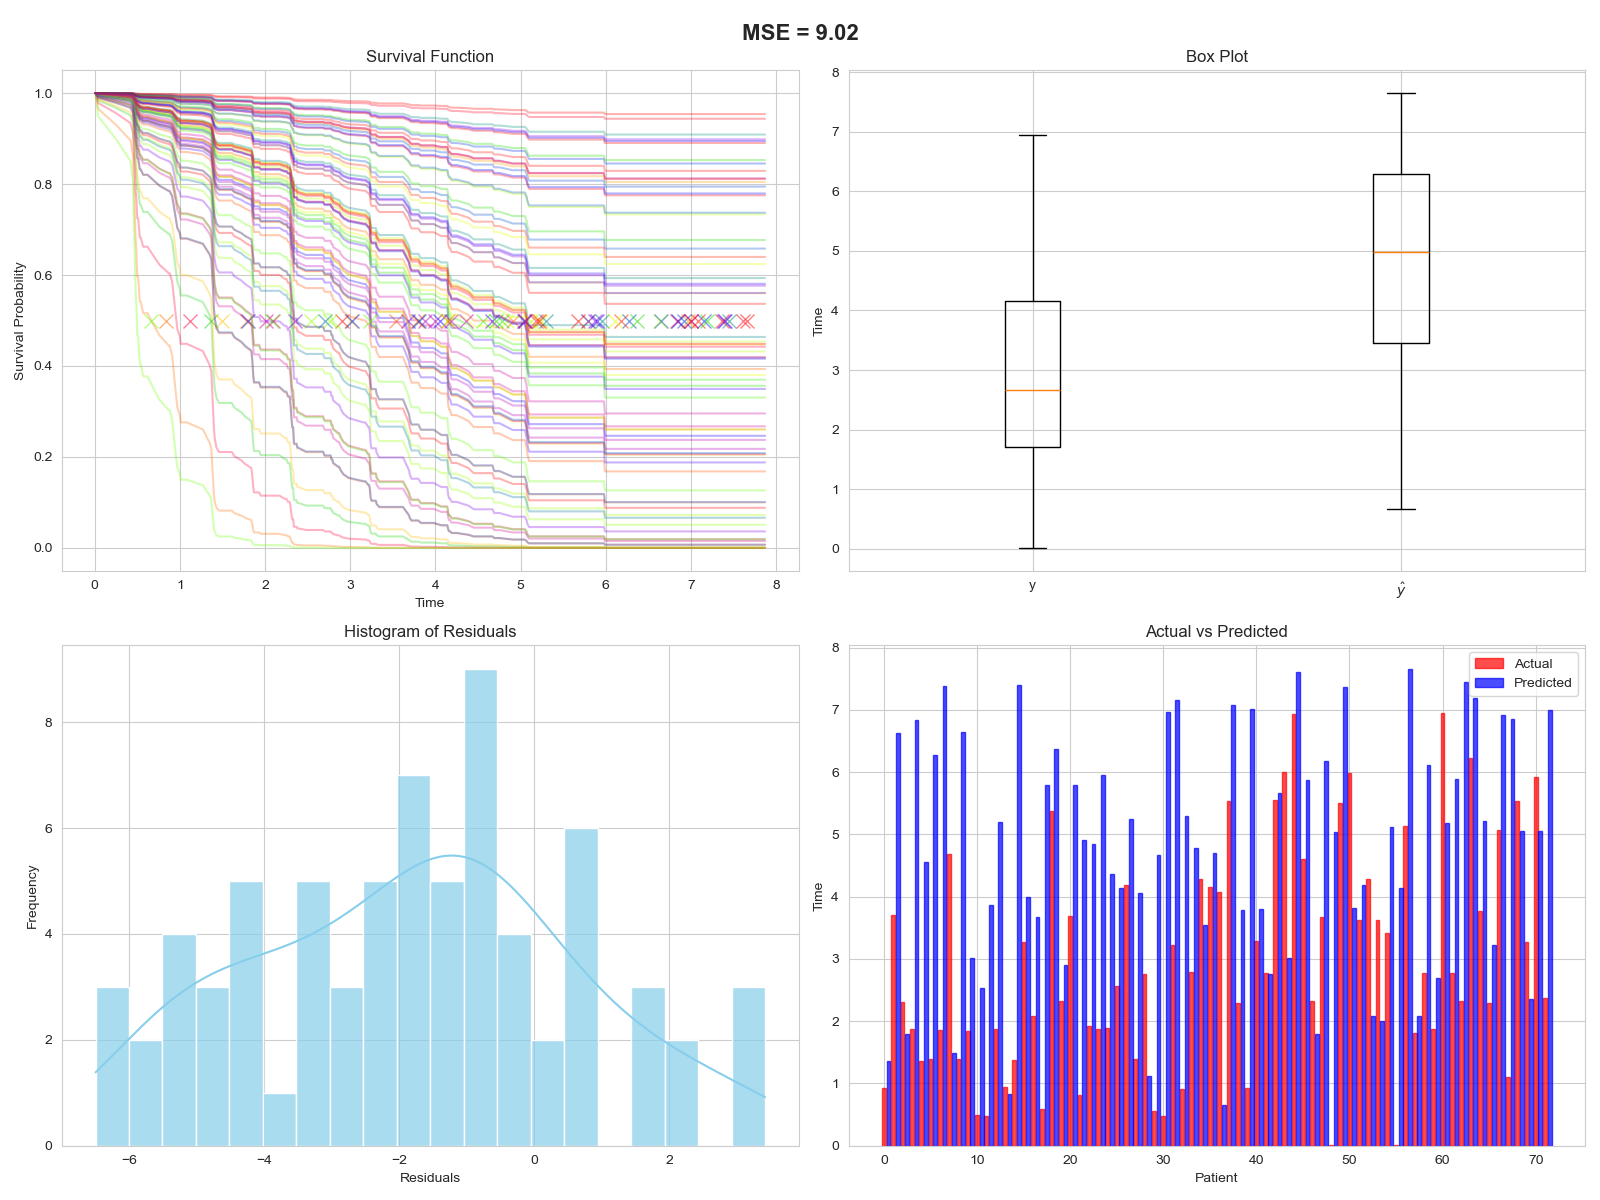 MSE = 9.02
Survival Function
Survival Probability
1.0
0.8
0.6
0.4
0.2
0.0
0 1 2 3 4 5 6 7 8
Time
Box Plot
Time
8
7
6
5
4
3
2
1
0
y ŷ
Histogram of Residuals
Frequency
8
6
4
2
0
−6 −4 −2 0 2
Residuals
Actual vs Predicted
Time
8
7
6
5
4
3
2
1
0
Actual
Predicted
0 10 20 30 40 50 60 70
Patient